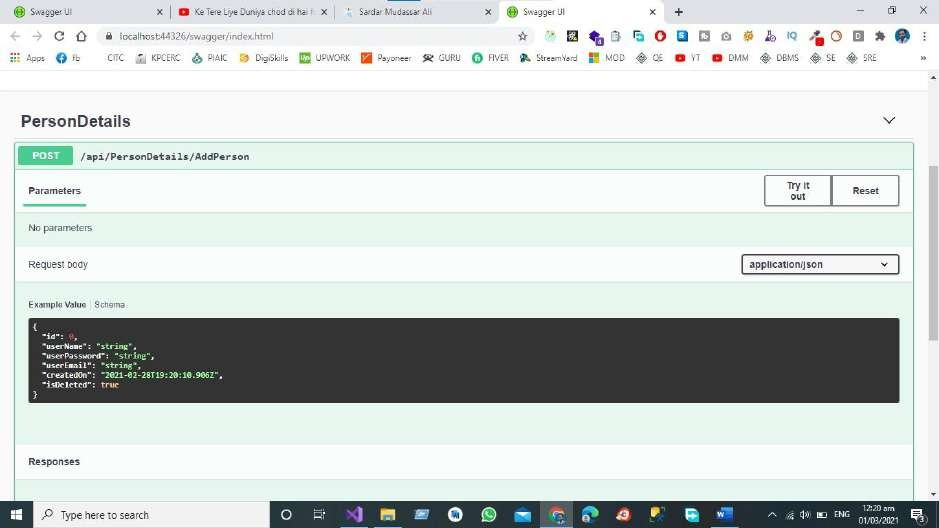 Swagger UI
Ke Tere Liye Duniya chod di hai f
Sardar Mudassar Ali
Swagger UI
localhost:44326/swagger/index.html
Apps Fb CITC KPCERC PIAIC DigiSkills UPWORK Payoneer GURU FIVER StreamYard MOD QE YT DMM DBMS SE SRE »
PersonDetails
POST /api/PersonDetails/AddPerson
Parameters
Try it out
Reset
No parameters
Request body
application/json
Example Value | Schema
{
"id": 0,
"userName": "string",
"userPassword": "string",
"userEmail": "string",
"createdOn": "2021-02-28T19:20:10.906Z",
"isDeleted": true
}
Responses
Type here to search
ENG
12:20 am
01/03/2021